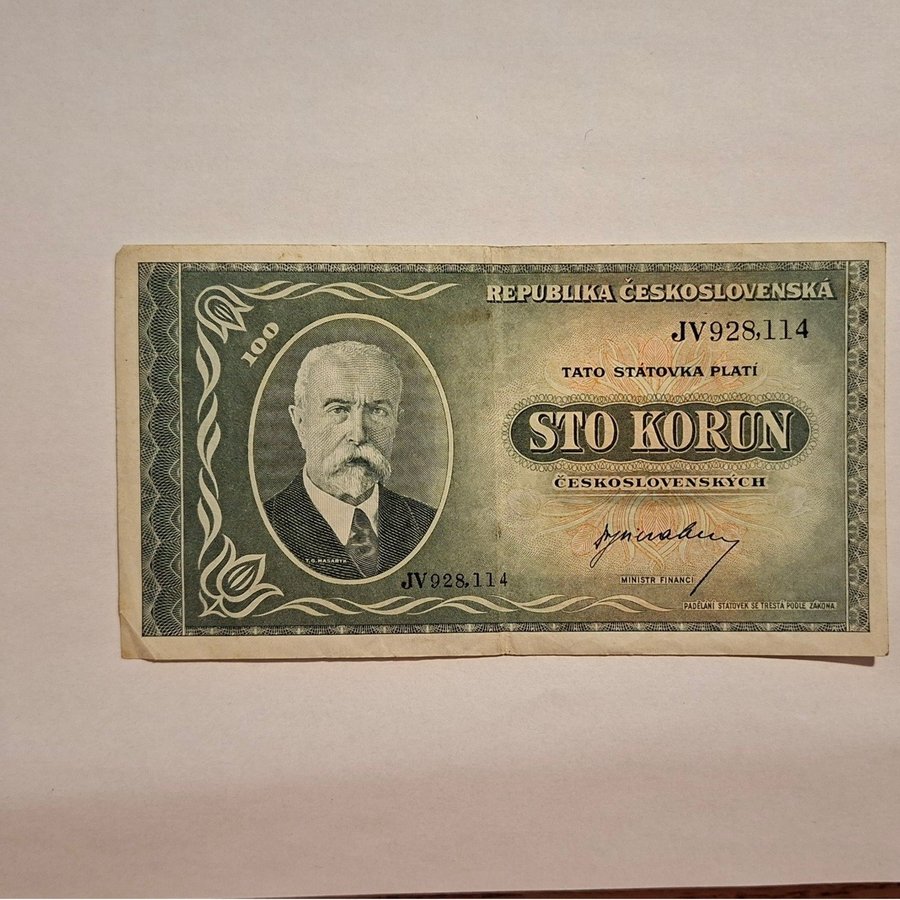 REPUBLIKA ČESKOSLOVENSKÁ
100
JV928,114
TATO STÁTOVKA PLATÍ
STO KORUN
ČESKOSLOVENSKÝCH
MINISTR FINANCÍ
T.G.MASARYK
JV928,114
PADĚLÁNÍ STÁTOVEK SE TRESTÁ PODLE ZÁKONA